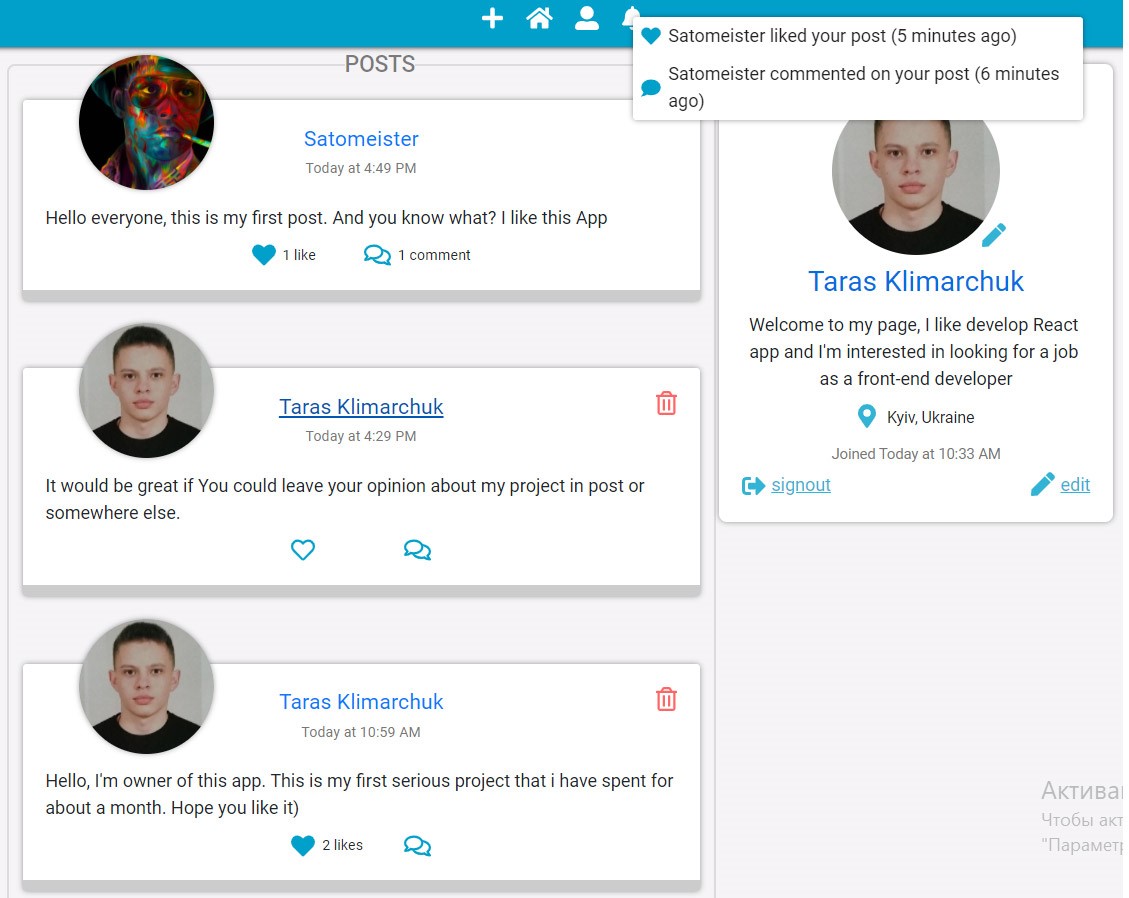 Satomeister liked your post (5 minutes ago)
Satomeister commented on your post (6 minutes
ago)
POSTS
Satomeister
Today at 4:49 PM
Hello everyone, this is my first post. And you know what? I like this App
1 like
1 comment
Taras Klimarchuk
Today at 4:29 PM
It would be great if You could leave your opinion about my project in post or
somewhere else.
Taras Klimarchuk
Today at 10:59 AM
Hello, I'm owner of this app. This is my first serious project that i have spent for
about a month. Hope you like it)
2 likes
Taras Klimarchuk
Welcome to my page, I like develop React
app and I'm interested in looking for a job
as a front-end developer
Kyiv, Ukraine
Joined Today at 10:33 AM
signout
edit
Актива
Чтобы акт
"Парамет